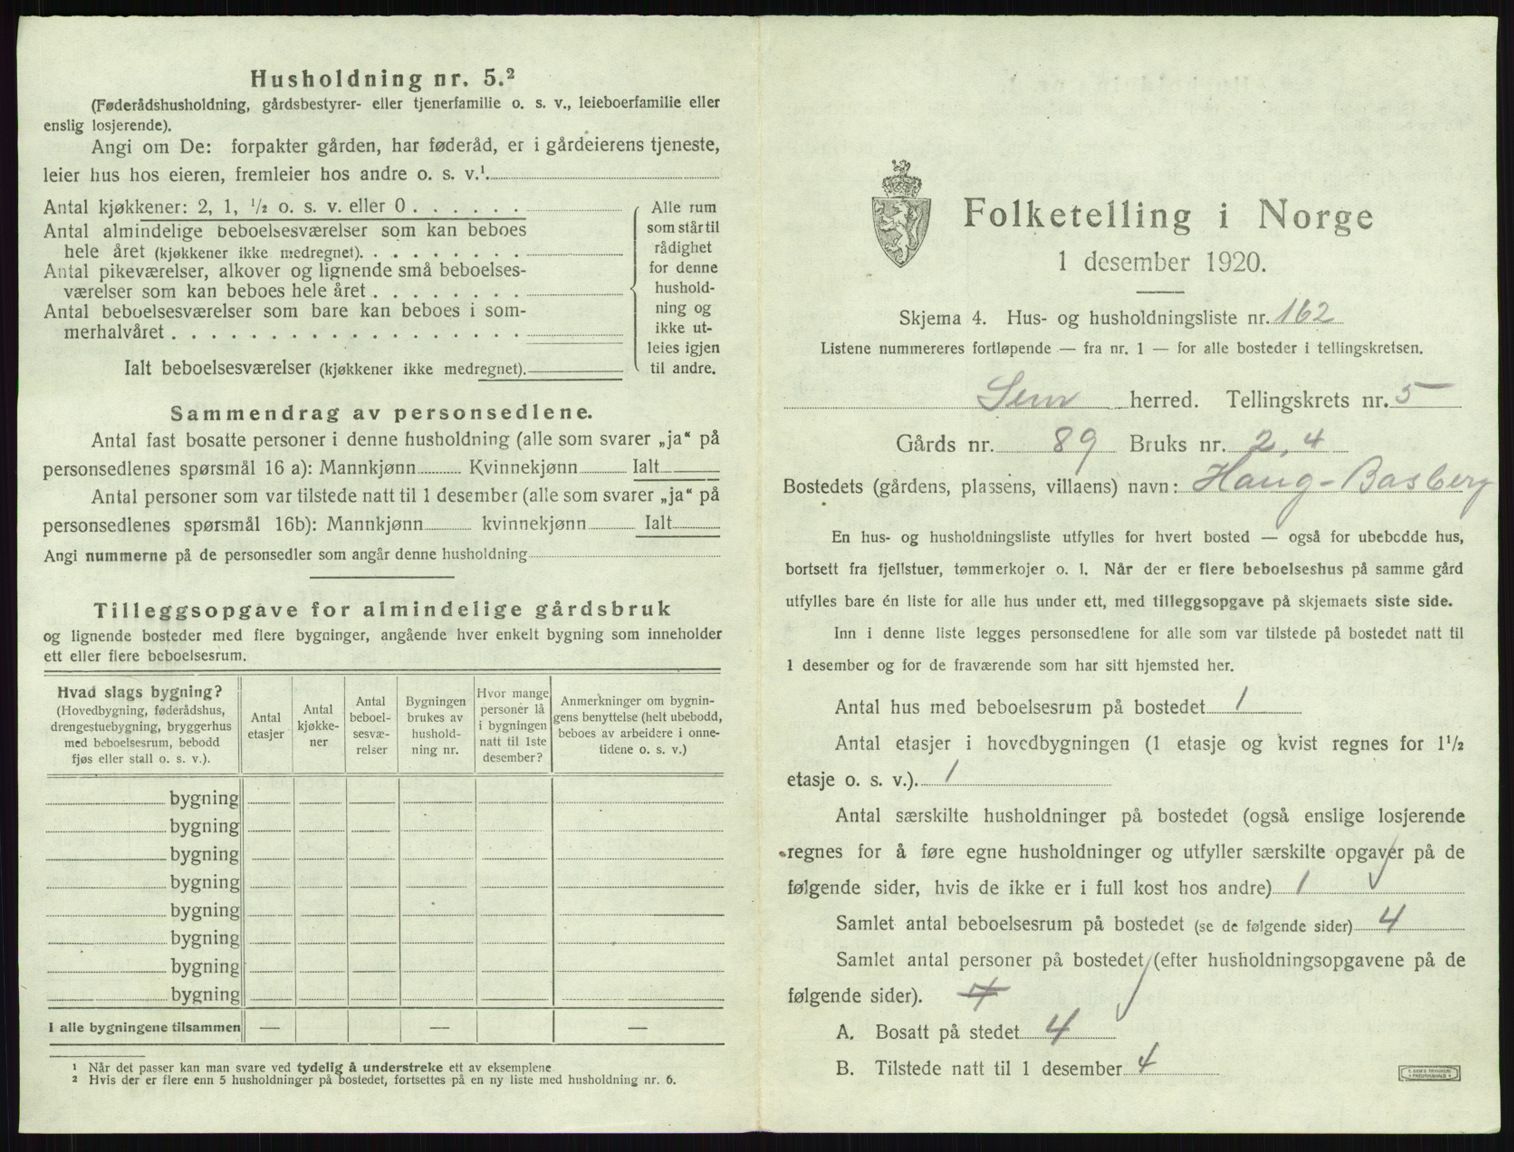 Husholdning nr. 5.²
(Føderådshusholdning, gårdsbestyrer- eller tjenerfamilie o. s. v., leieboerfamilie eller
enslig losjerende).
Angi om De: forpakter gården, har føderåd, er i gårdeierens tjeneste,
leier hus hos eieren, fremleier hos andre o. s. v.¹
Antal kjøkkener: 2, 1, ½ o. s. v. eller 0 . . . . . .
Antal almindelige beboelsesværelser som kan beboes
hele året (kjøkkener ikke medregnet). . . . . . . . .
Antal pikeværelser, alkover og lignende små beboelses-
værelser som kan beboes hele året . . . . . . . .
Antal beboelsesværelser som bare kan beboes i som-
merhalvåret . . . . . . . . . . . . . . . . . .
Ialt beboelsesværelser (kjøkkener ikke medregnet).
Alle rum
som står til
rådighet
for denne
hushold-
ning og
ikke ut-
leies igjen
til andre.
Sammendrag av personsedlene.
Antal fast bosatte personer i denne husholdning (alle som svarer „ja“ på
personsedlenes spørsmål 16 a): Mannkjønn Kvinnekjønn Ialt
Antal personer som var tilstede natt til 1 desember (alle som svarer „ja“ på
personsedlenes spørsmål 16b): Mannkjønn kvinnekjønn Ialt
Angi nummerne på de personsedler som angår denne husholdning
Tilleggsopgave for almindelige gårdsbruk
og lignende bosteder med flere bygninger, angående hver enkelt bygning som inneholder
ett eller flere beboelsesrum.
Hvad slags bygning?
(Hovedbygning, føderådshus,
drengestuebygning, bryggerhus
med beboelsesrum, bebodd
fjøs eller stall o. s. v.).
Antal
etasjer
Antal
kjøkke-
ner
Antal
beboel-
sesvæ-
relser
Bygningen
brukes av
hushold-
ning nr.
Hvor mange
personer lå
i bygningen
natt til 1ste
desember?
Anmerkninger om bygnin-
gens benyttelse (helt ubebodd,
beboes av arbeidere i onne-
tidene o. s. v.)
bygning
bygning
bygning
bygning
bygning
bygning
bygning
bygning
I alle bygningene tilsammen — — —
¹ Når det passer kan man svare ved tydelig å understreke ett av eksemplene
² Hvis der er flere enn 5 husholdninger på bostedet, fortsettes på en ny liste med husholdning nr. 6.
Folketelling i Norge
1 desember 1920.
Skjema 4. Hus- og husholdningsliste nr. 162
Listene nummereres fortløpende — fra nr. 1 — for alle bosteder i tellingskretsen.
Sem herred. Tellingskrets nr. 5
Gårds nr. 89 Bruks nr. 2,4
Bostedets (gårdens, plassens, villaens) navn: Haug-Basberg
En hus- og husholdningsliste utfylles for hvert bosted — også for ubebodde hus,
bortsett fra fjellstuer, tømmerkojer o. l. Når der er flere beboelseshus på samme gård
utfylles bare én liste for alle hus under ett, med tilleggsopgave på skjemaets siste side.
Inn i denne liste legges personsedlene for alle som var tilstede på bostedet natt til
1 desember og for de fraværende som har sitt hjemsted her.
Antal hus med beboelsesrum på bostedet 1
Antal etasjer i hovedbygningen (1 etasje og kvist regnes for 1½
etasje o. s. v.). 1
Antal særskilte husholdninger på bostedet (også enslige losjerende
regnes for å føre egne husholdninger og utfyller særskilte opgaver på de
følgende sider, hvis de ikke er i full kost hos andre) 1
Samlet antal beboelsesrum på bostedet (se de følgende sider) 4
Samlet antal personer på bostedet (efter husholdningsopgavene på de
følgende sider). 4
A. Bosatt på stedet 4
B. Tilstede natt til 1 desember 4